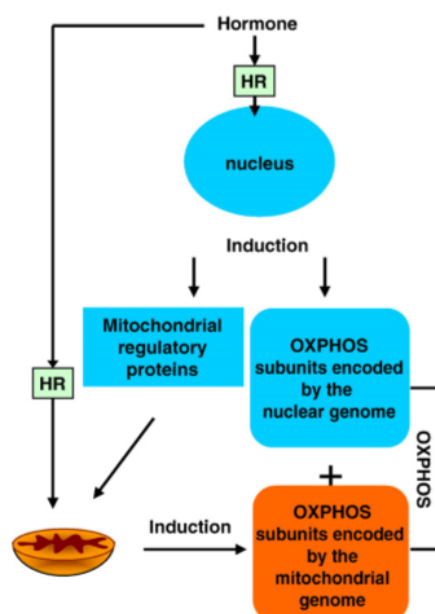 Hormone
HR
nucleus
Induction
Mitochondrial
regulatory
proteins
OXPHOS
subunits encoded
by the
nuclear genome
HR
OXPHOS
+
Induction
OXPHOS
subunits encoded
by the
mitochondrial
genome